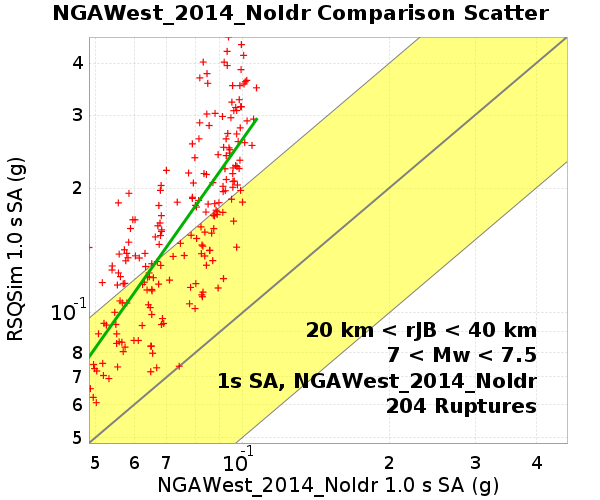 NGAWest_2014_NoIdr Comparison Scatter
RSQSim 1.0 s SA (g)
4
3
2
10⁻¹
8
7
6
5
20 km < rJB < 40 km
7 < Mw < 7.5
1s SA, NGAWest_2014_NoIdr
204 Ruptures
5 6 7 10⁻¹ 2 3 4
NGAWest_2014_NoIdr 1.0 s SA (g)